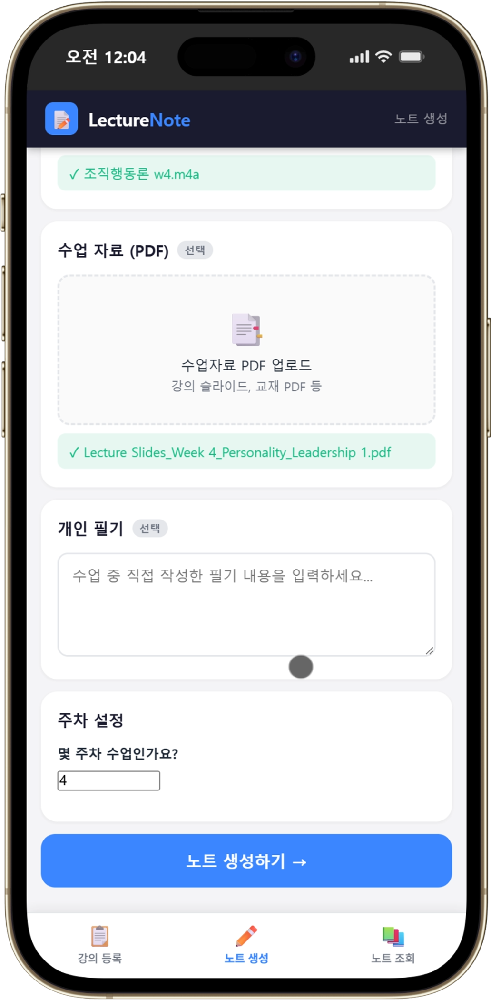 오전 12:04
LectureNote
노트 생성
✓ 조직행동론 w4.m4a
수업 자료 (PDF) 선택
수업자료 PDF 업로드
강의 슬라이드, 교재 PDF 등
✓ Lecture Slides_Week 4_Personality_Leadership 1.pdf
개인 필기 선택
수업 중 직접 작성한 필기 내용을 입력하세요...
주차 설정
몇 주차 수업인가요?
4
노트 생성하기 →
강의 등록
노트 생성
노트 조회